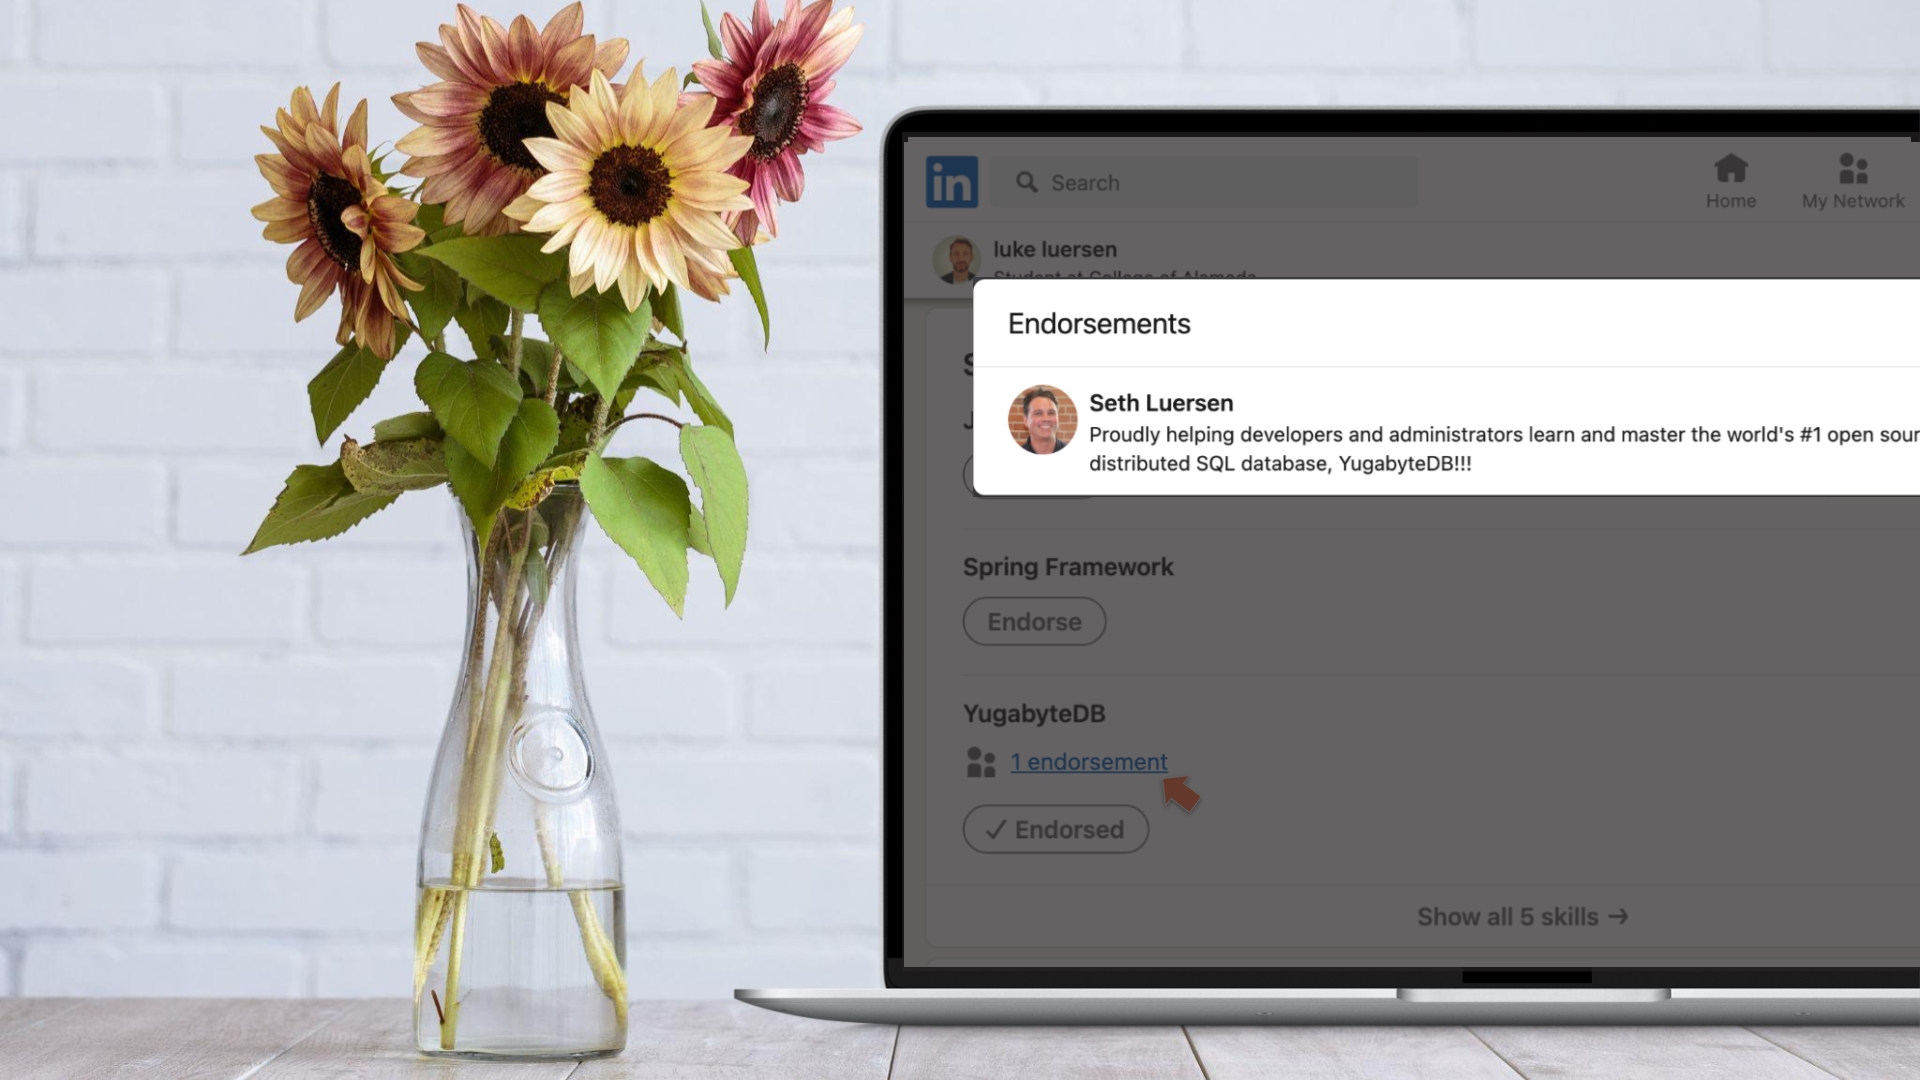 in
Search
Home
My Network
luke luersen
Student at College of Alameda
Endorsements
Seth Luersen
Proudly helping developers and administrators learn and master the world's #1 open
distributed SQL database, YugabyteDB!!!
Spring Framework
Endorse
YugabyteDB
1 endorsement
Endorsed
Show all 5 skills